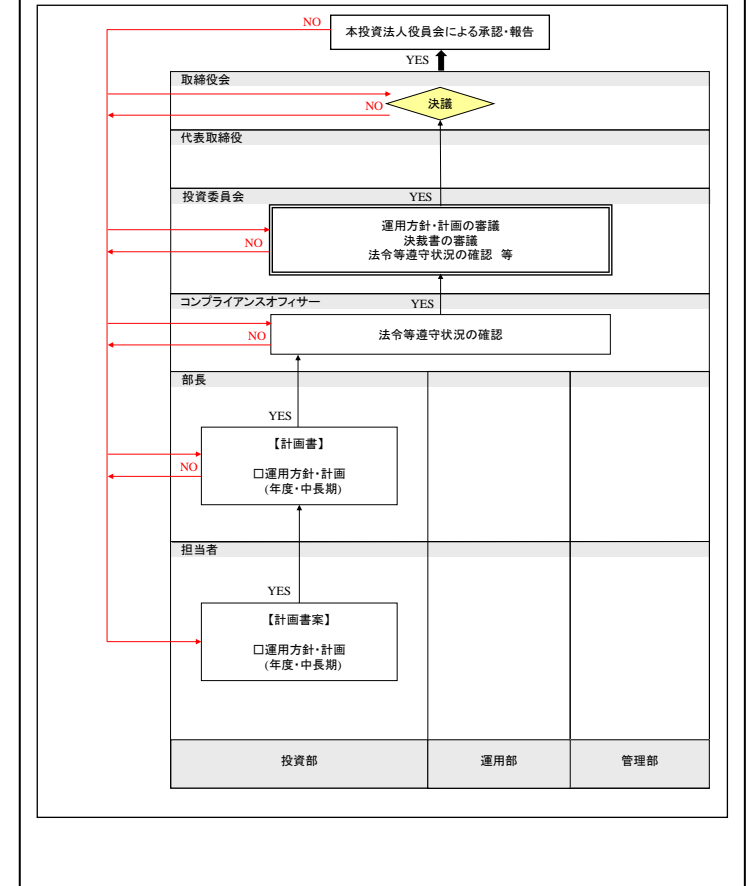 NO
本投資法人役員会による承認・報告
YES
取締役会
NO
決議
代表取締役
投資委員会
YES
運用方針・計画の審議
決裁書の審議
法令等遵守状況の確認 等
NO
コンプライアンスオフィサー
YES
法令等遵守状況の確認
NO
部長
YES
【計画書】
□運用方針・計画
(年度・中長期)
NO
担当者
YES
【計画書案】
□運用方針・計画
(年度・中長期)
投資部
運用部
管理部